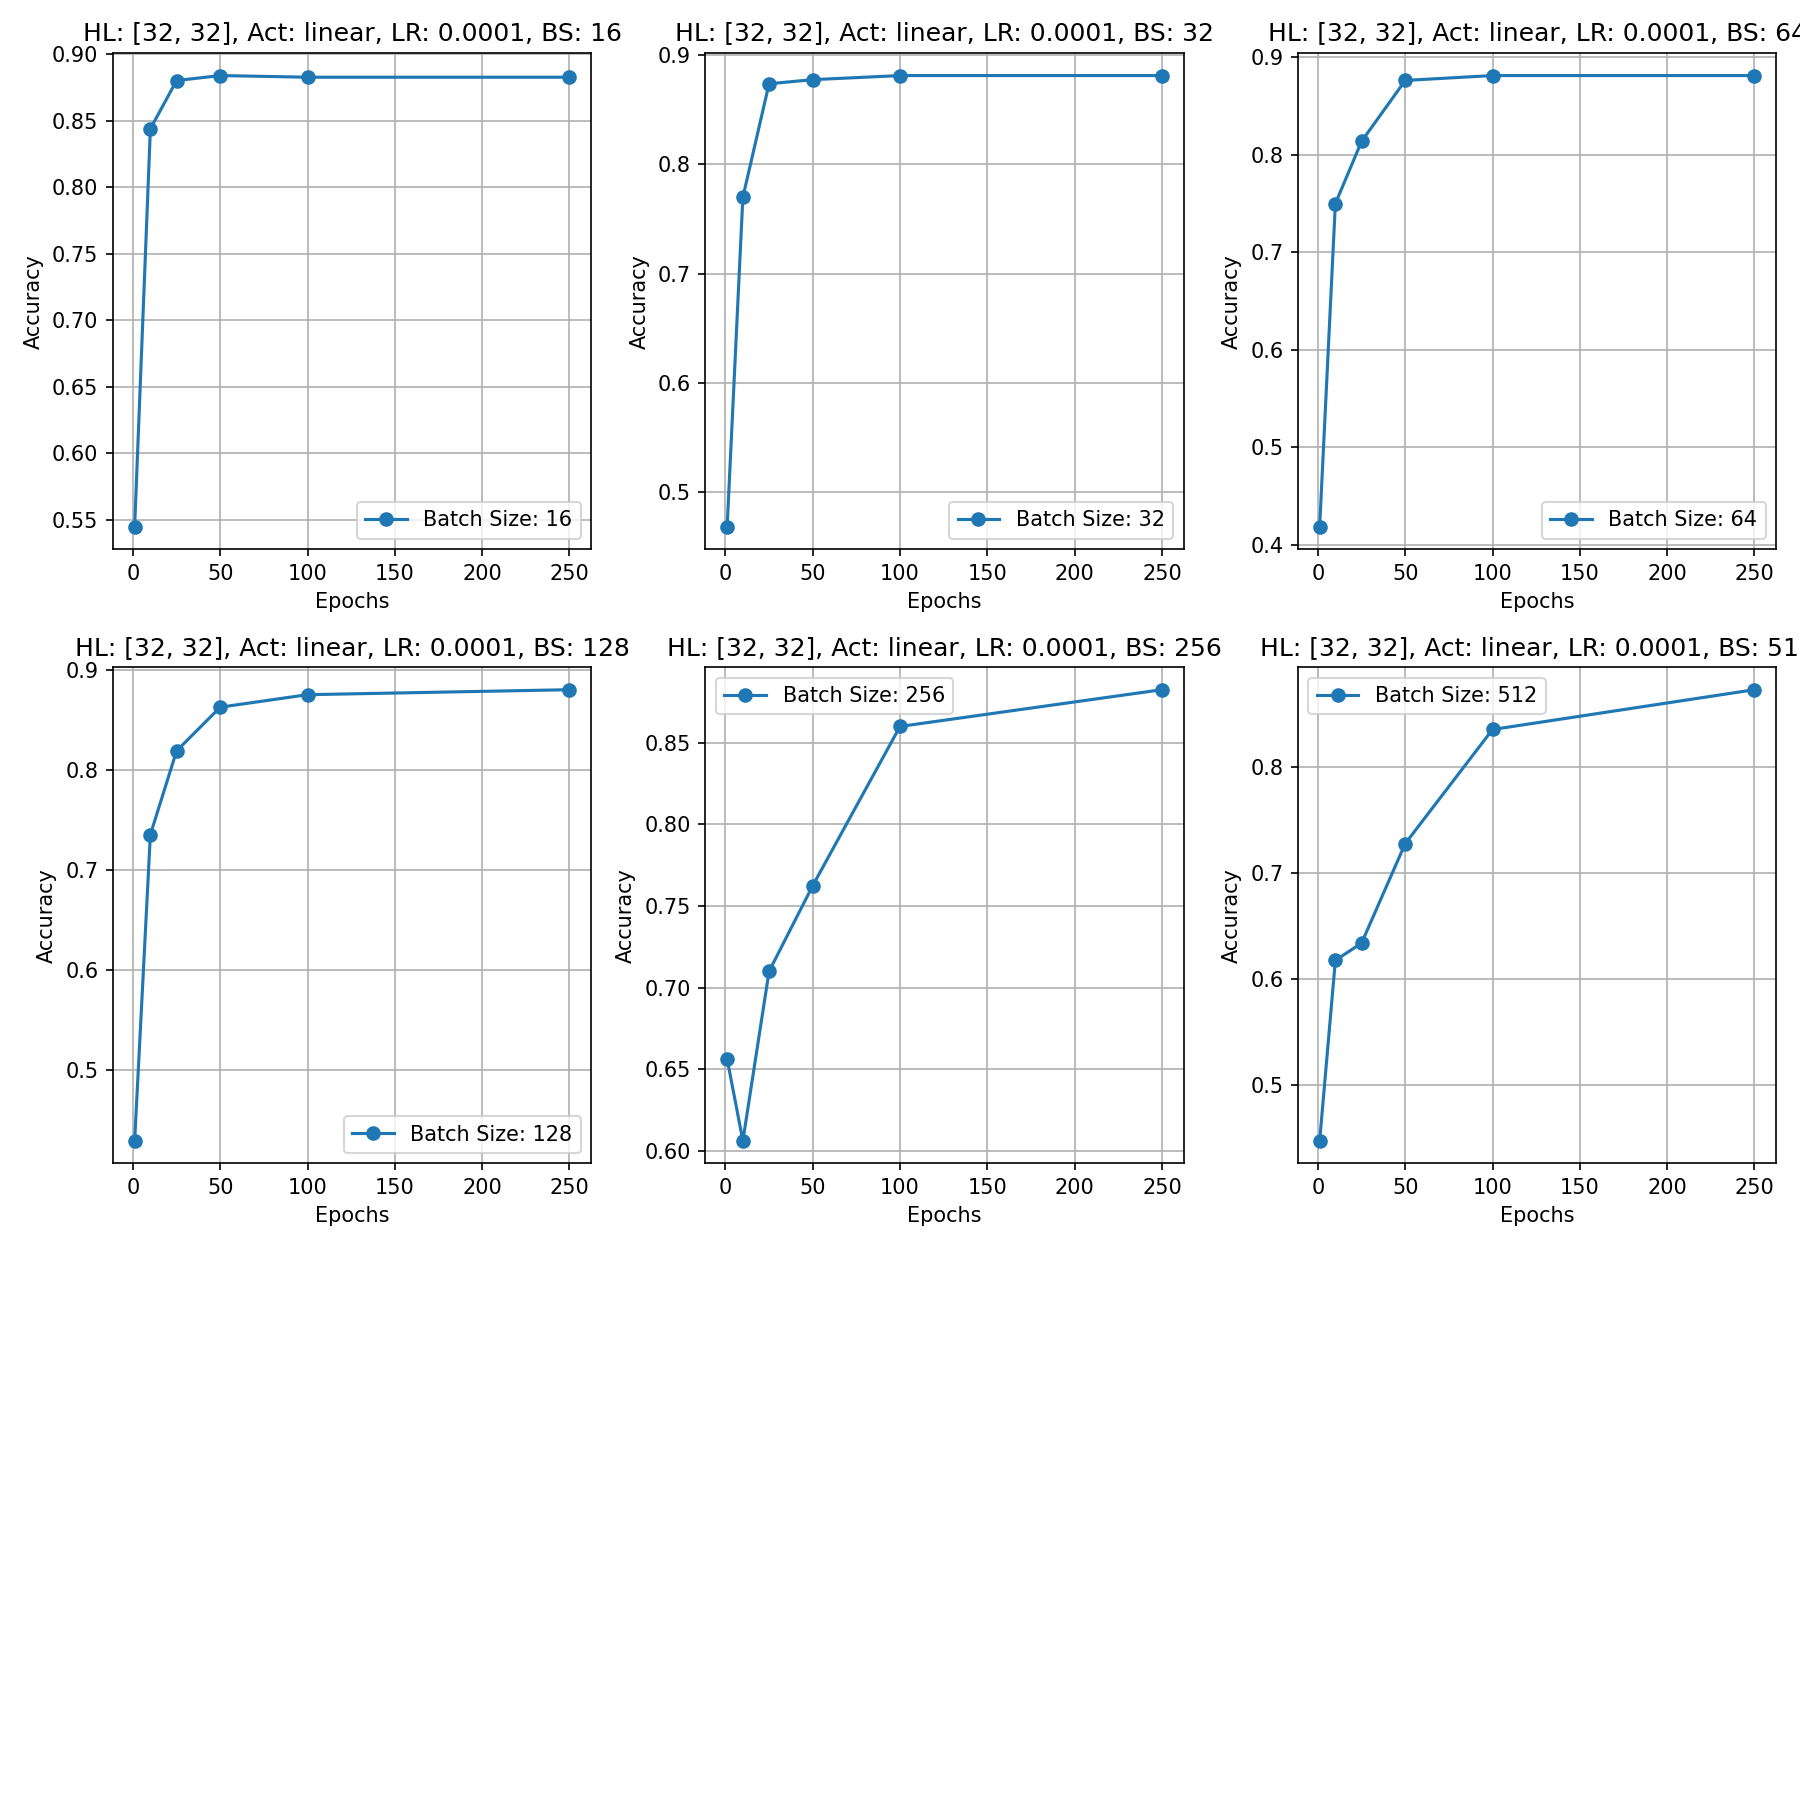 HL: [32, 32], Act: linear, LR: 0.0001, BS: 16
0.90
0.85
0.80
0.75
0.70
0.65
0.60
0.55
Accuracy
Batch Size: 16
0 50 100 150 200 250
Epochs
HL: [32, 32], Act: linear, LR: 0.0001, BS: 32
0.9
0.8
0.7
0.6
0.5
Accuracy
Batch Size: 32
0 50 100 150 200 250
Epochs
HL: [32, 32], Act: linear, LR: 0.0001, BS: 64
0.9
0.8
0.7
0.6
0.5
0.4
Accuracy
Batch Size: 64
0 50 100 150 200 250
Epochs
HL: [32, 32], Act: linear, LR: 0.0001, BS: 128
0.9
0.8
0.7
0.6
0.5
Accuracy
Batch Size: 128
0 50 100 150 200 250
Epochs
HL: [32, 32], Act: linear, LR: 0.0001, BS: 256
Batch Size: 256
0.85
0.80
0.75
0.70
0.65
0.60
Accuracy
0 50 100 150 200 250
Epochs
HL: [32, 32], Act: linear, LR: 0.0001, BS: 51
Batch Size: 512
0.8
0.7
0.6
0.5
Accuracy
0 50 100 150 200 250
Epochs